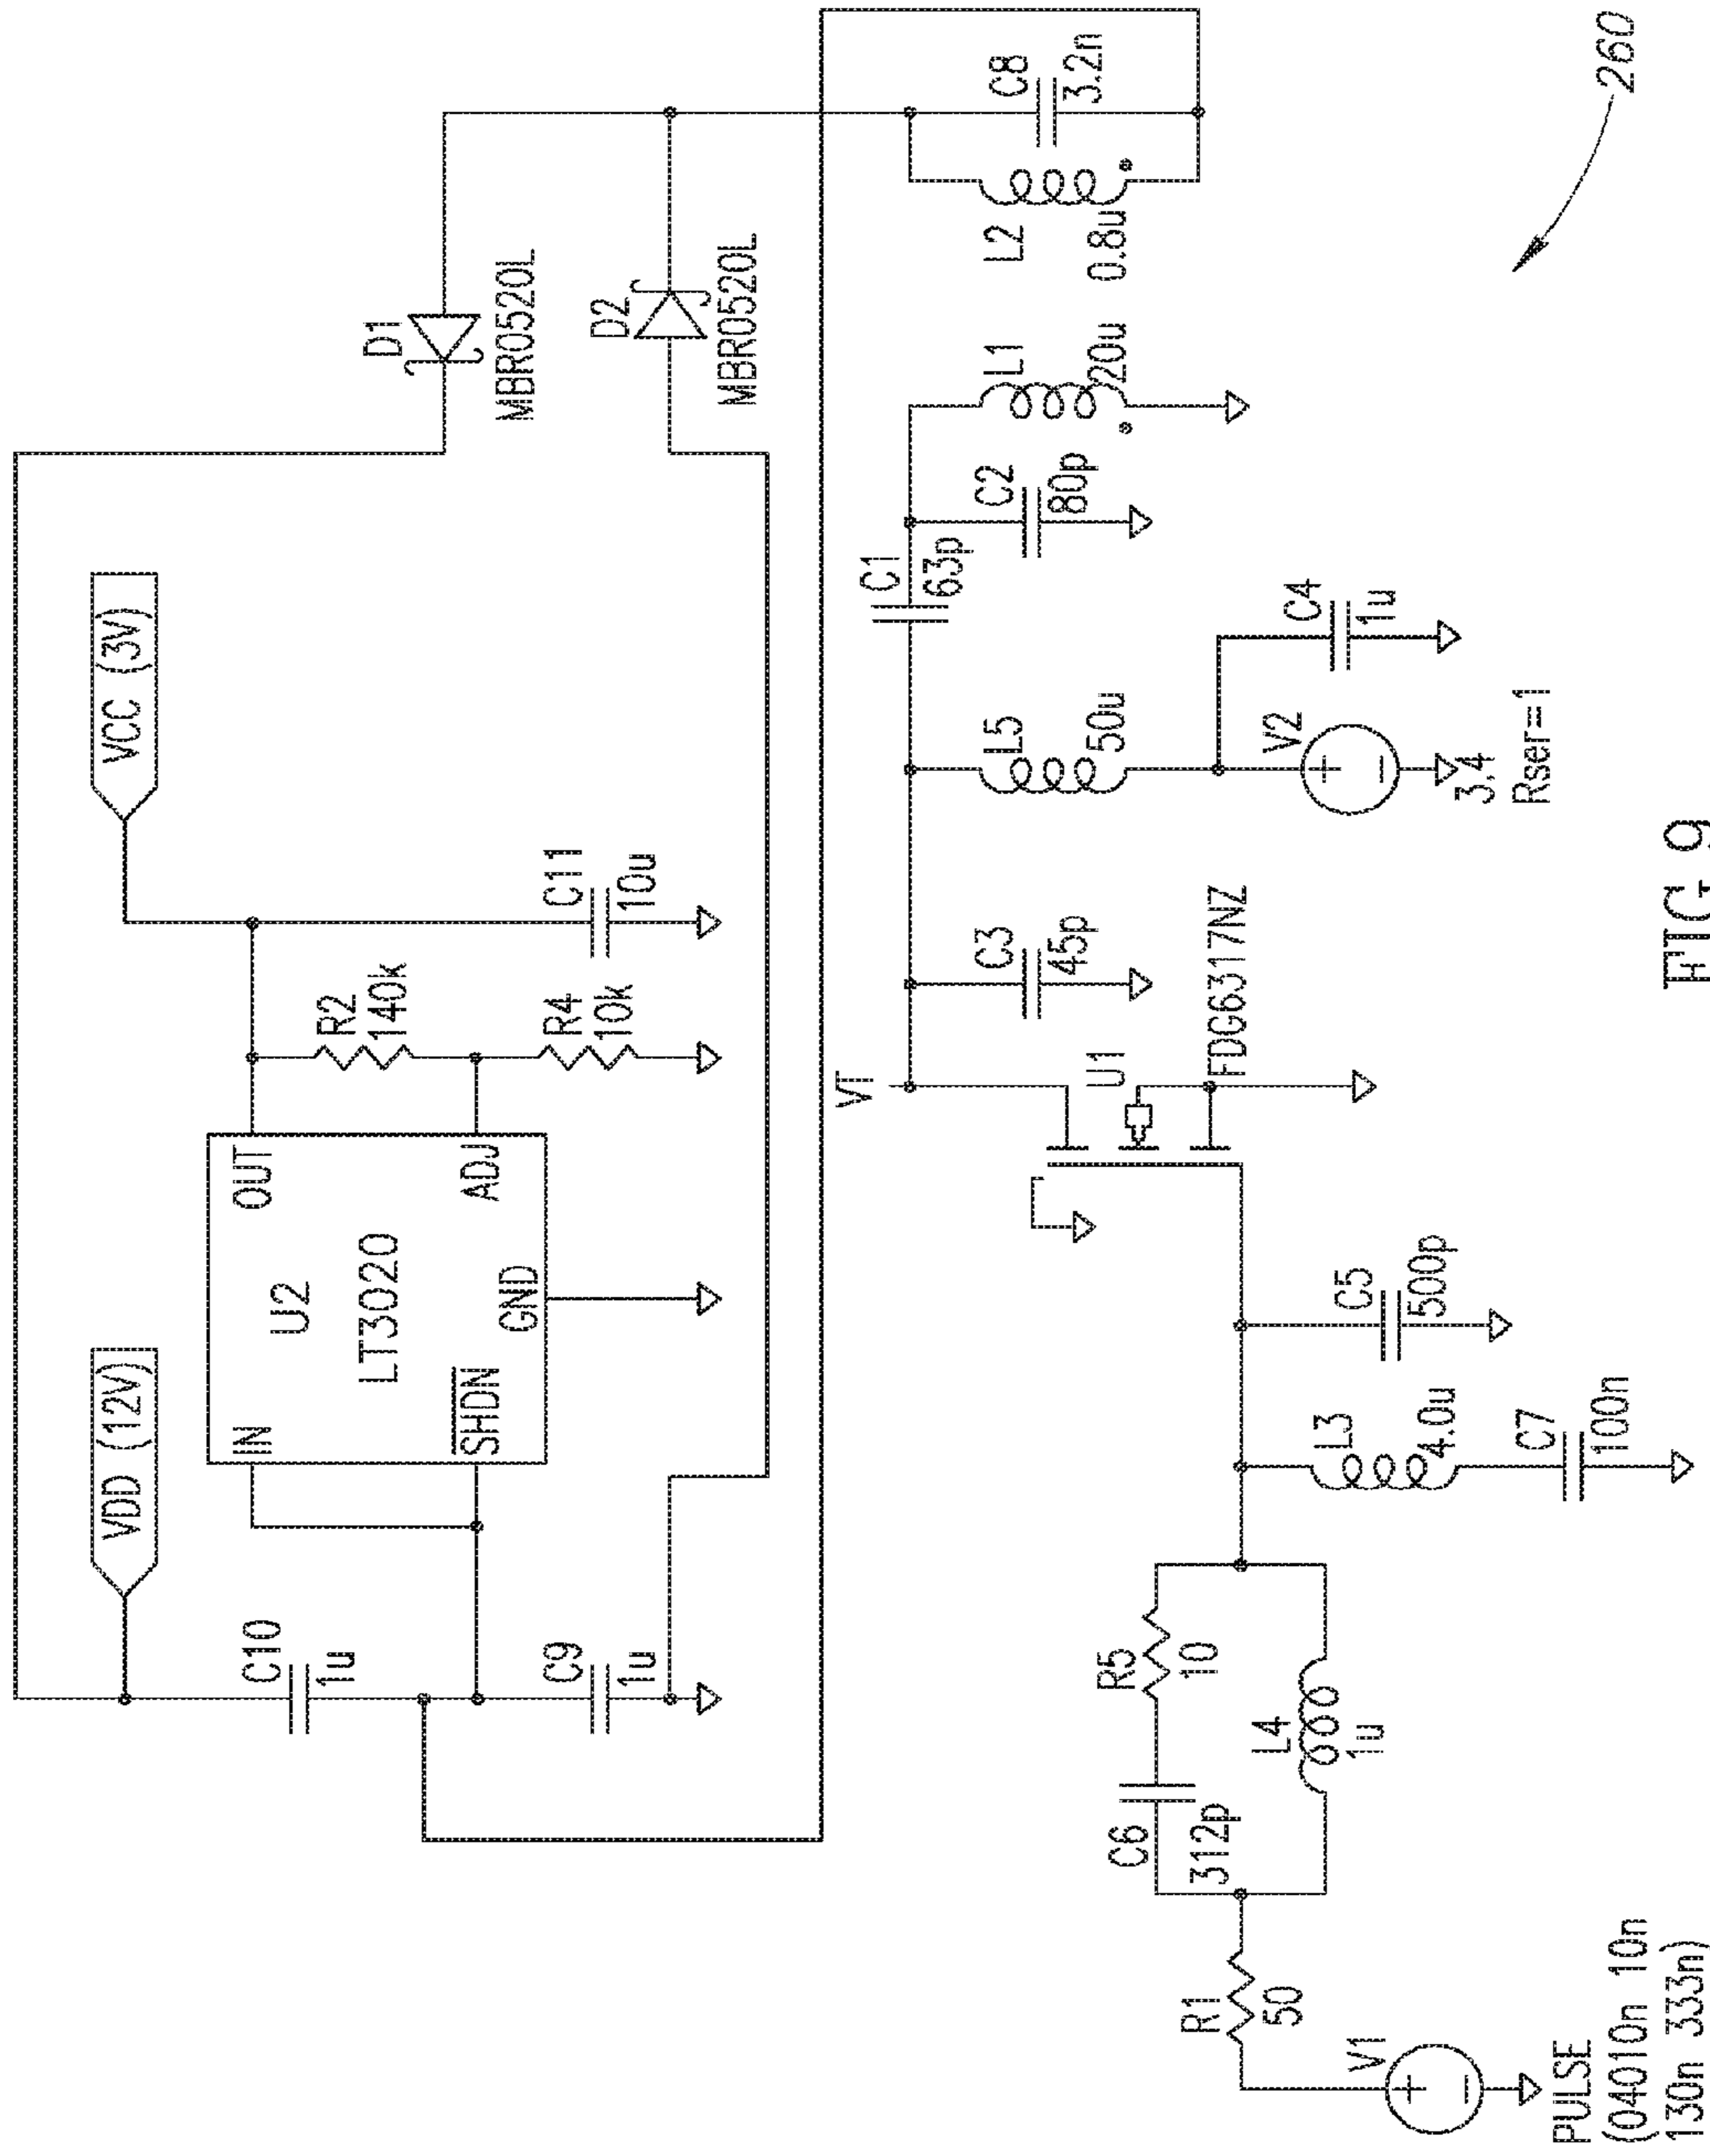 VDD (12V)
VCC (3V)
C10
1u
C9
1u
IN
OUT
U2
LT3020
SHDN
ADJ
GND
R2
140k
R4
10k
C11
10u
D1
MBR0520L
D2
MBR0520L
VT
U1
FDG6317NZ
C3
45p
L5
50u
V2
+
−
3.4
Rser=1
C4
1u
C1
63p
C2
80p
L1
20u
L2
0.8u
C8
3.2n
V1
+
−
PULSE
(04010n 10n
130n 333n)
R1
50
C6
312p
R5
10
L4
1u
L3
4.0u
C7
100n
C5
500p
260
FIG. 9